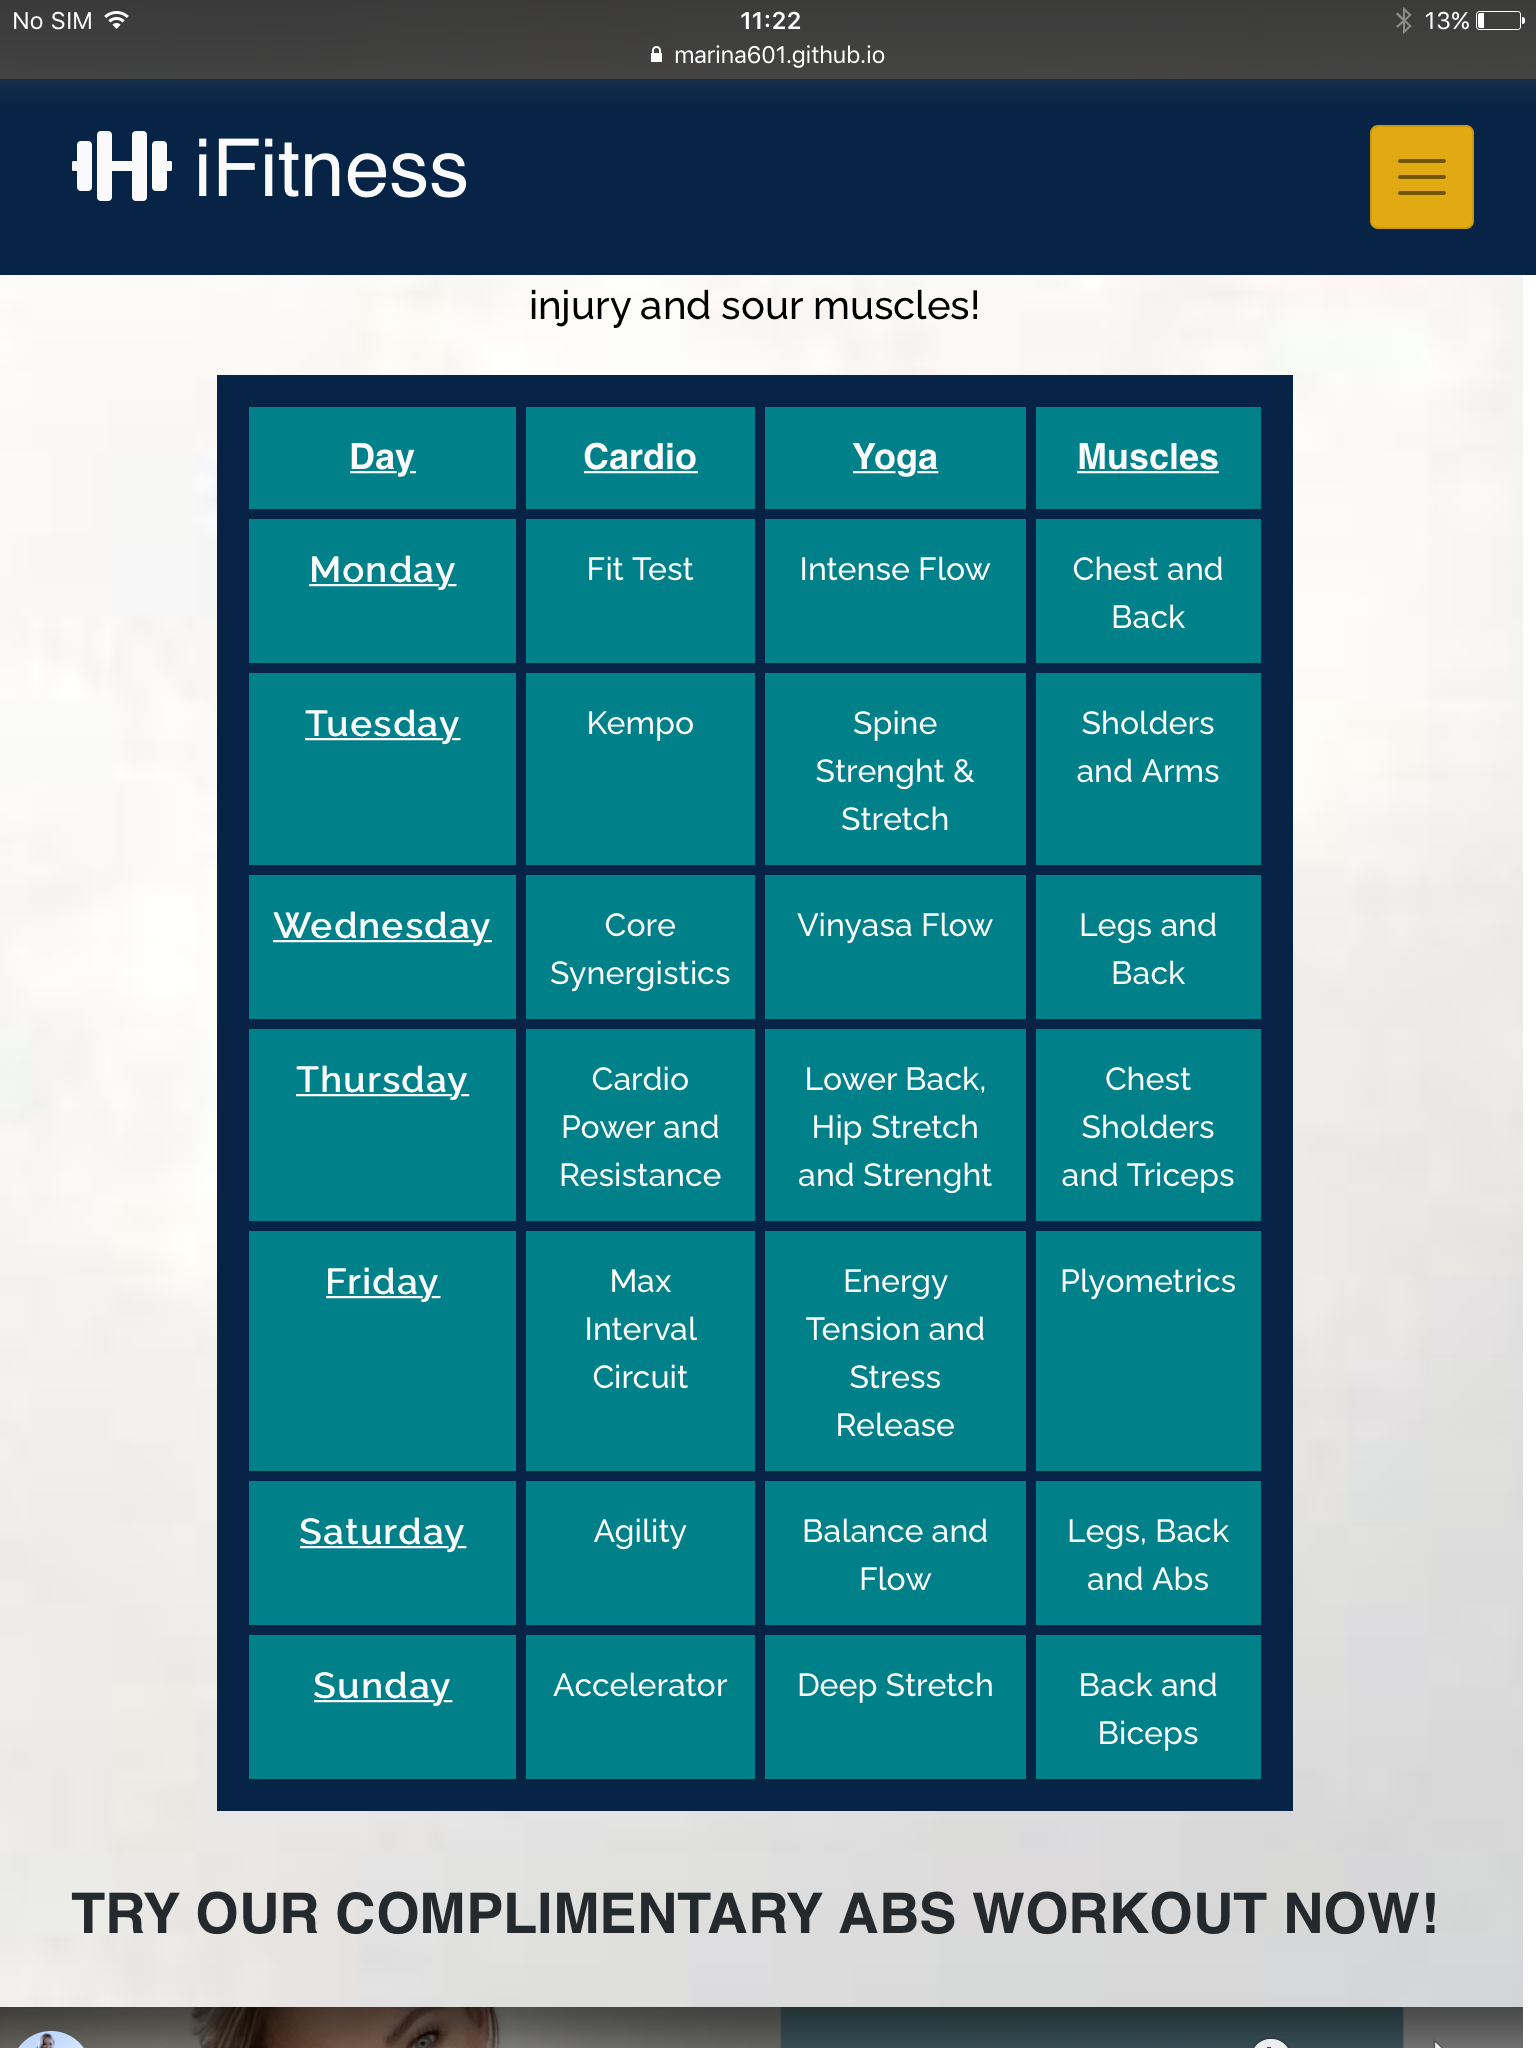 No SIM 11:22 13%
marina601.github.io
iFitness
injury and sour muscles!
Day Cardio Yoga Muscles
Monday Fit Test Intense Flow Chest and
Back
Tuesday Kempo Spine Sholders
Strenght & and Arms
Stretch
Wednesday Core Vinyasa Flow Legs and
Synergistics Back
Thursday Cardio Lower Back, Chest
Power and Hip Stretch Sholders
Resistance and Strenght and Triceps
Friday Max Energy Plyometrics
Interval Tension and
Circuit Stress
Release
Saturday Agility Balance and Legs, Back
Flow and Abs
Sunday Accelerator Deep Stretch Back and
Biceps
TRY OUR COMPLIMENTARY ABS WORKOUT NOW!